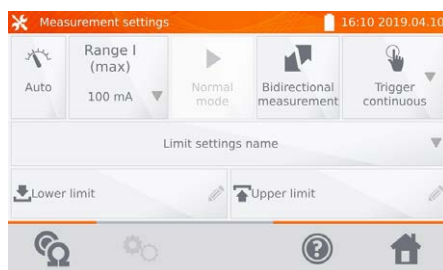 Measurement settings
16:10 2019.04.10
Auto
Range I
(max)
100 mA
Normal
mode
Bidirectional
measurement
Trigger
continuous
Limit settings name
Lower limit
Upper limit